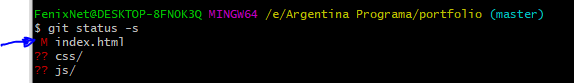 FenixNet@DESKTOP-8FNOK3Q MINGW64 /e/Argentina Programa/portfolio (master)
$ git status -s
 M index.html
?? css/
?? js/